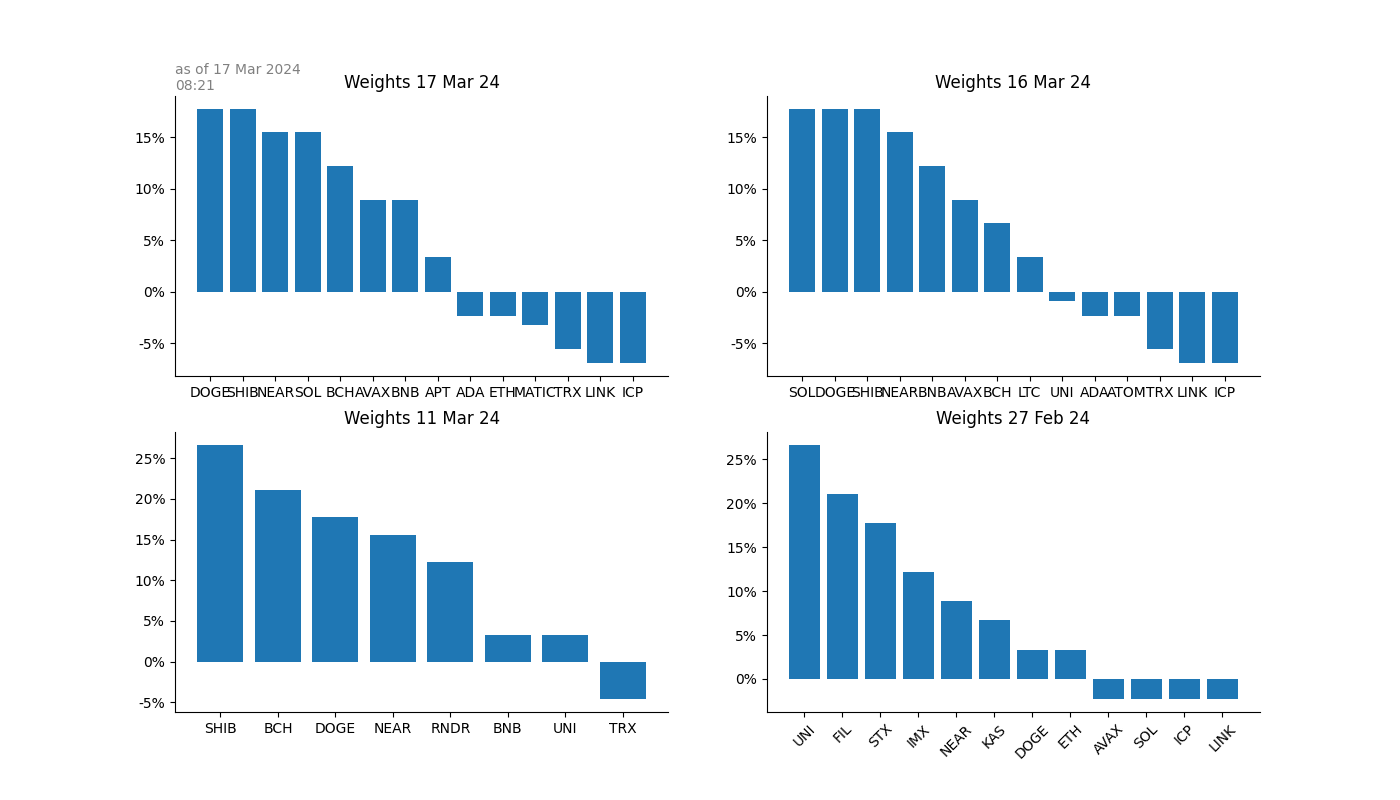 as of 17 Mar 2024
08:21
Weights 17 Mar 24
15%
10%
5%
0%
-5%
DOGE SHIB NEAR SOL BCH AVAX BNB APT ADA ETH MATIC TRX LINK ICP
Weights 16 Mar 24
15%
10%
5%
0%
-5%
SOL DOGE SHIB NEAR BNB AVAX BCH LTC UNI ADA ATOM TRX LINK ICP
Weights 11 Mar 24
25%
20%
15%
10%
5%
0%
-5%
SHIB BCH DOGE NEAR RNDR BNB UNI TRX
Weights 27 Feb 24
25%
20%
15%
10%
5%
0%
UNI FIL STX IMX NEAR KAS DOGE ETH AVAX SOL ICP LINK